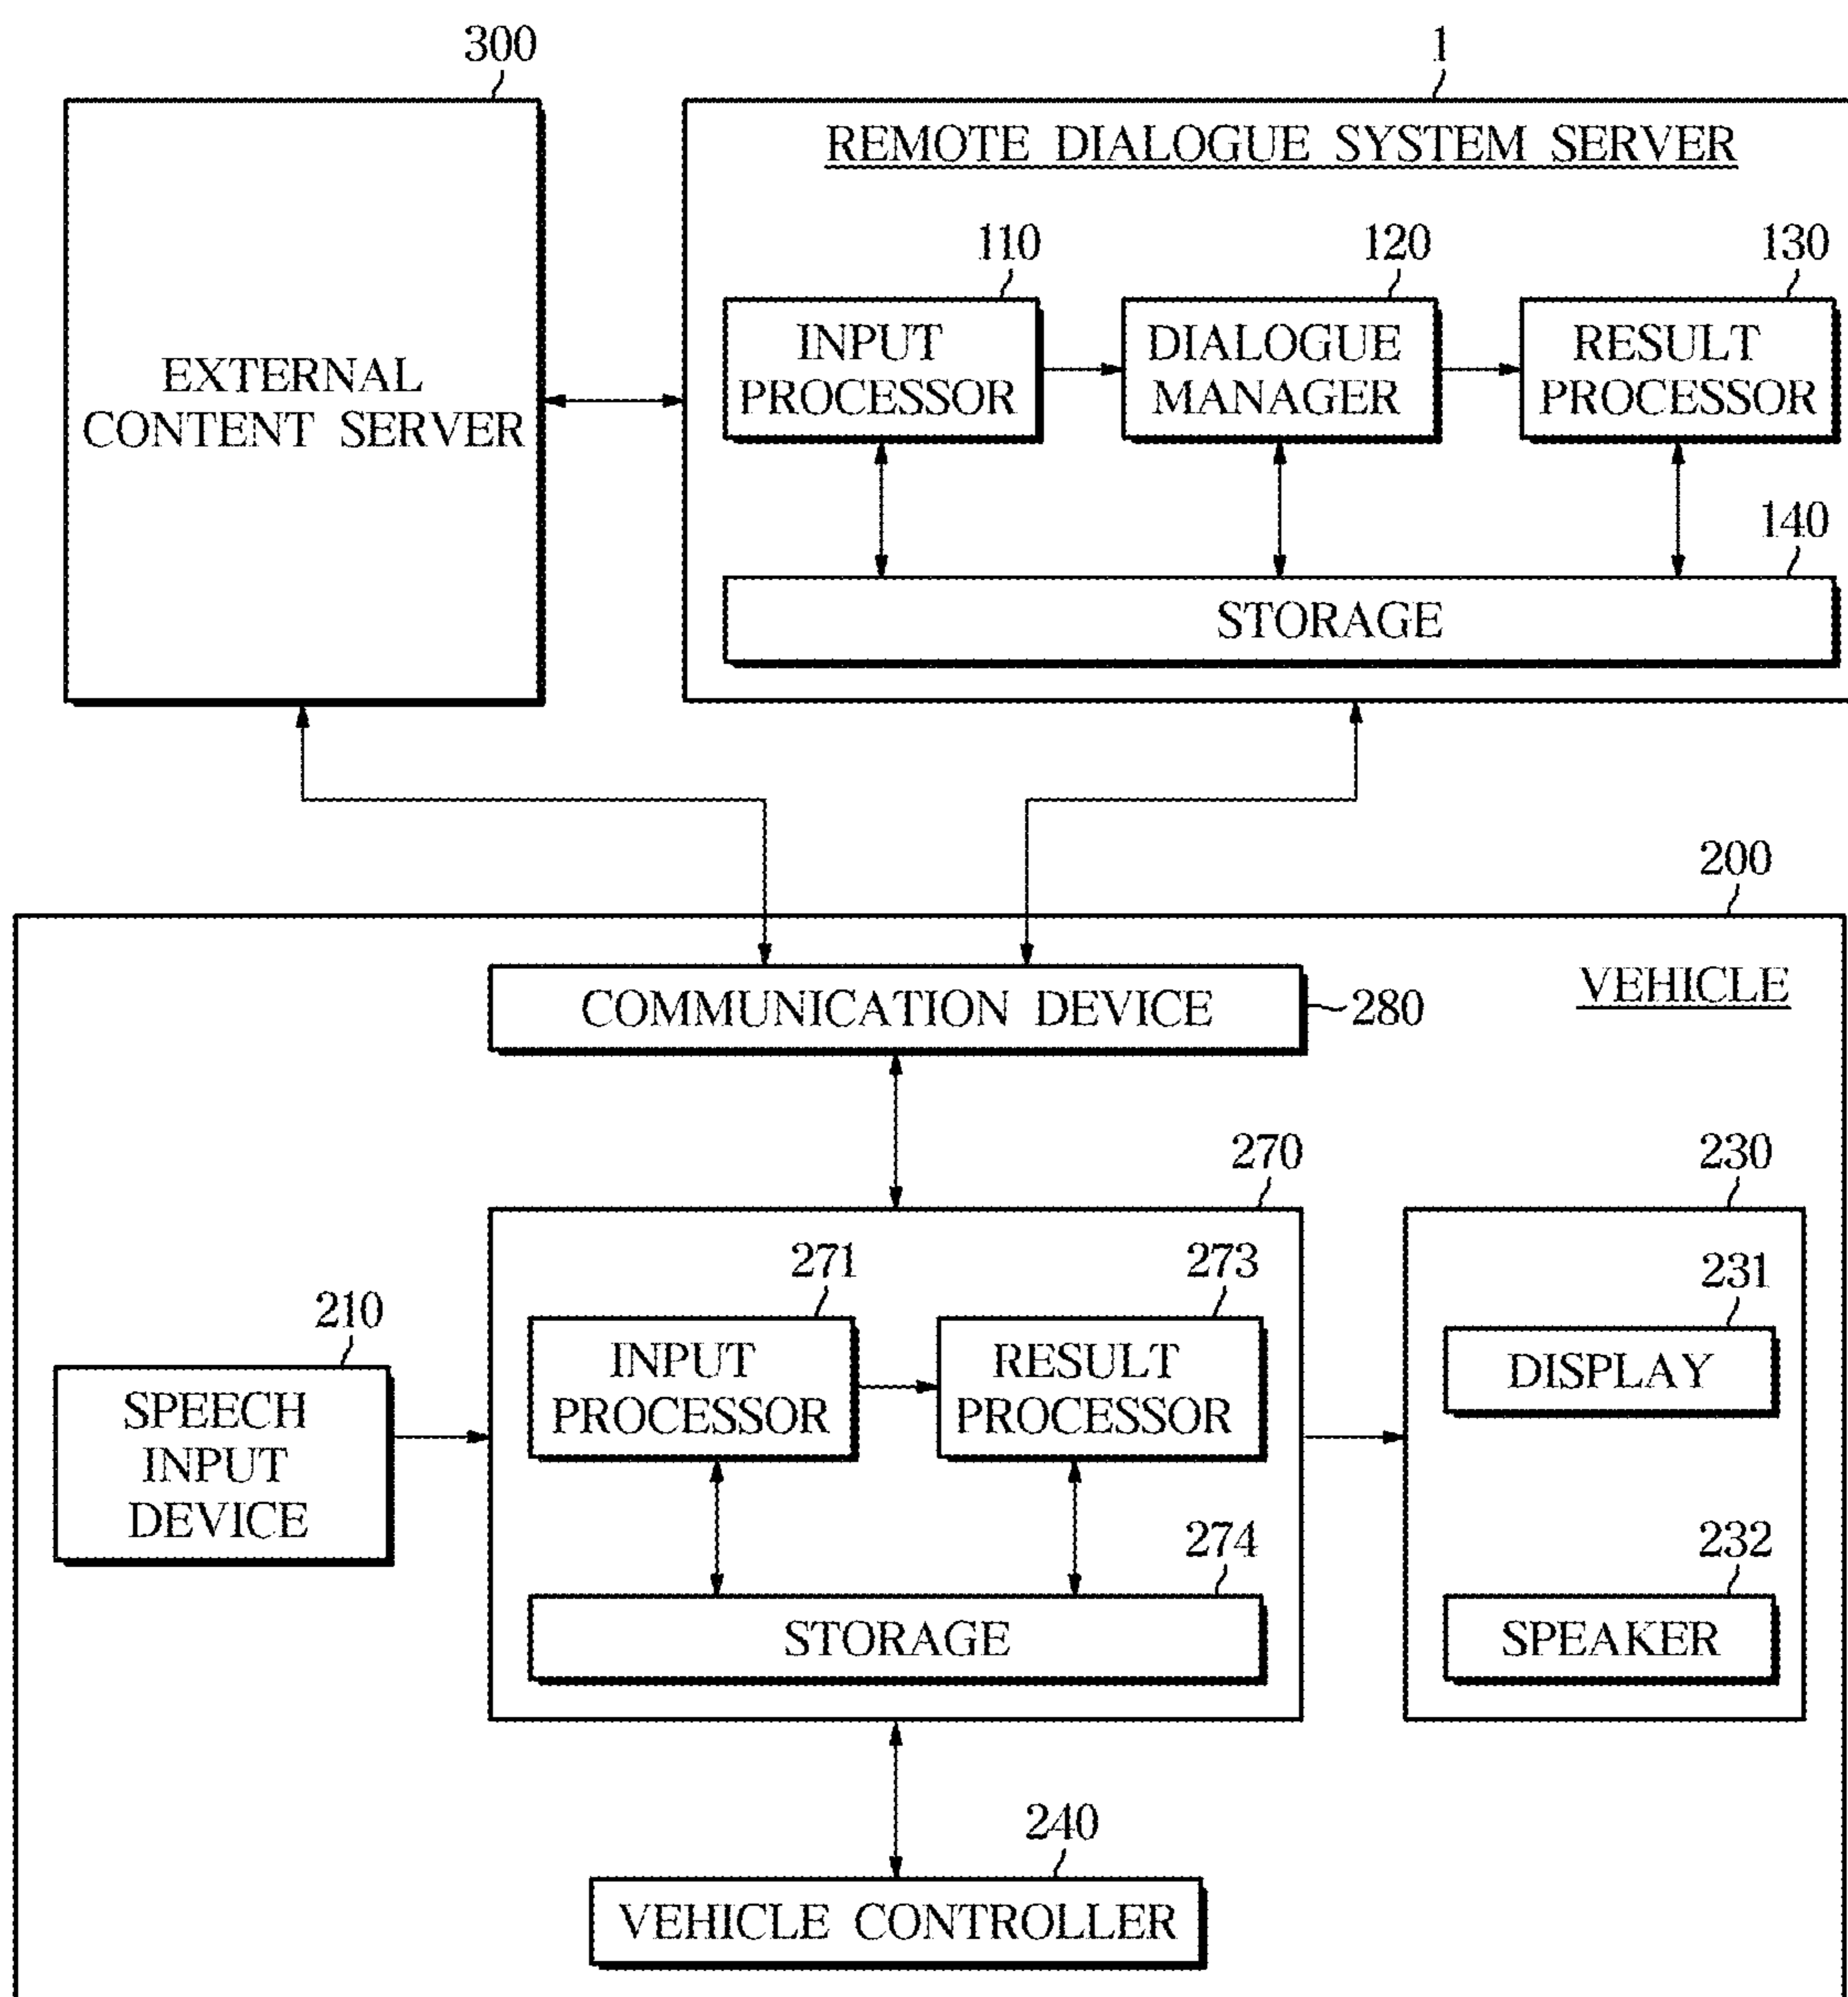 300
1
REMOTE DIALOGUE SYSTEM SERVER
110
120
130
INPUT
PROCESSOR
DIALOGUE
MANAGER
RESULT
PROCESSOR
EXTERNAL
CONTENT SERVER
140
STORAGE
200
VEHICLE
COMMUNICATION DEVICE
280
270
230
271
273
231
210
INPUT
PROCESSOR
RESULT
PROCESSOR
DISPLAY
SPEECH
INPUT
DEVICE
274
232
STORAGE
SPEAKER
240
VEHICLE CONTROLLER